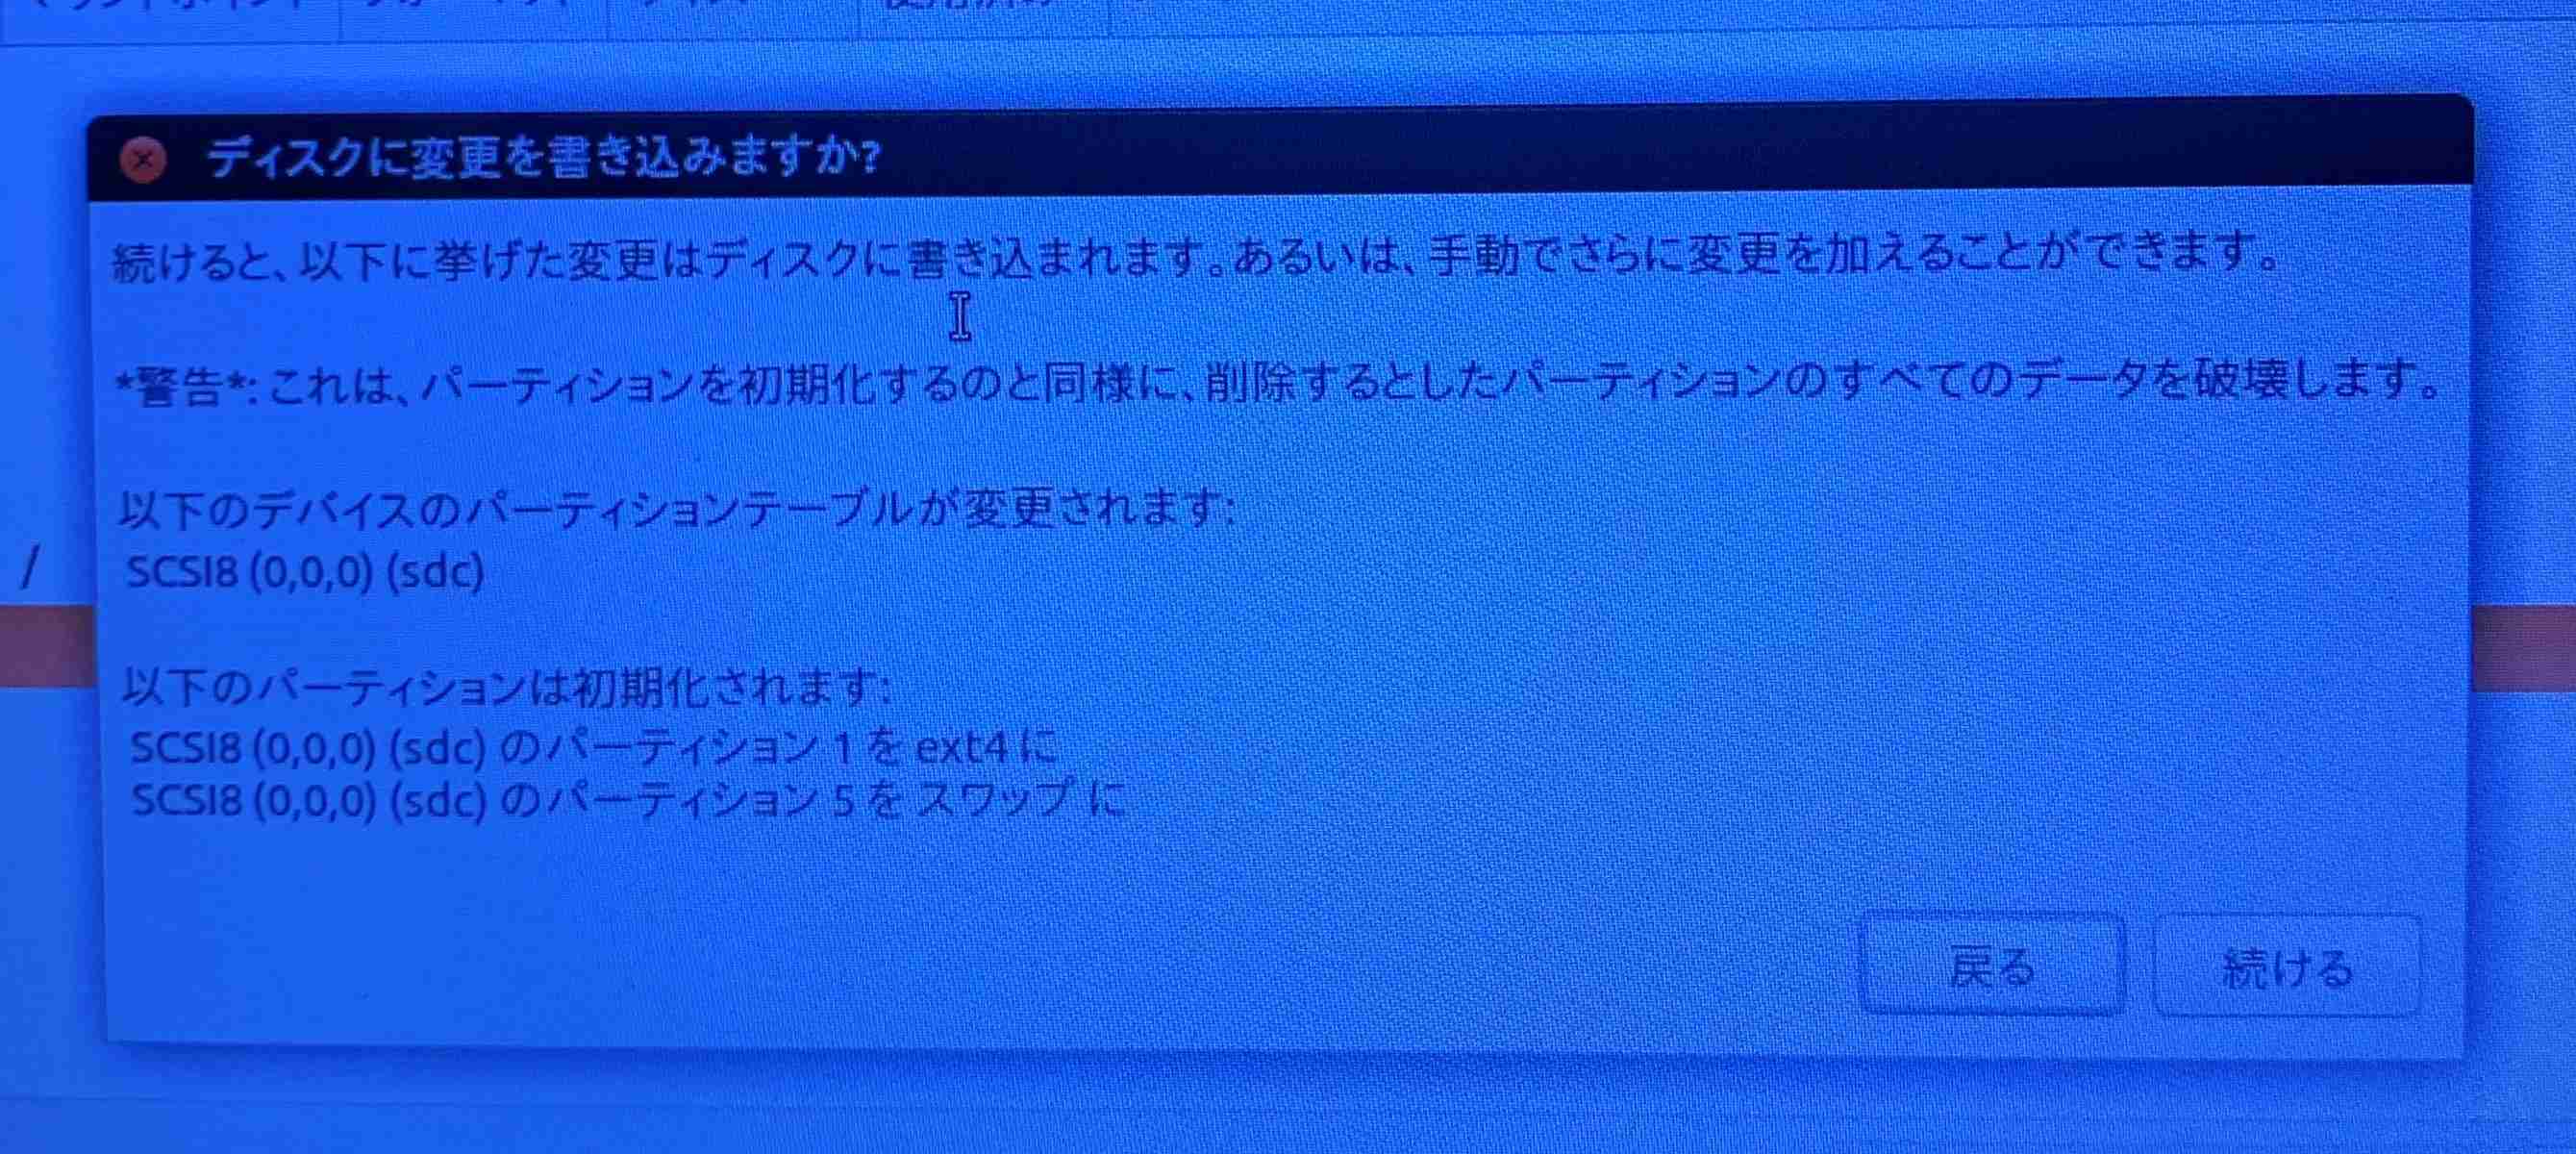 ディスクに変更を書き込みますか?
続けると、以下に挙げた変更はディスクに書き込まれます。あるいは、手動でさらに変更を加えることができます。
*警告*: これは、パーティションを初期化するのと同様に、削除するとしたパーティションのすべてのデータを破壊します。
以下のデバイスのパーティションテーブルが変更されます:
/
SCSI8 (0,0,0) (sdc)
以下のパーティションは初期化されます:
SCSI8 (0,0,0) (sdc) のパーティション 1 を ext4 に
SCSI8 (0,0,0) (sdc) のパーティション 5 を スワップ に
戻る
続ける